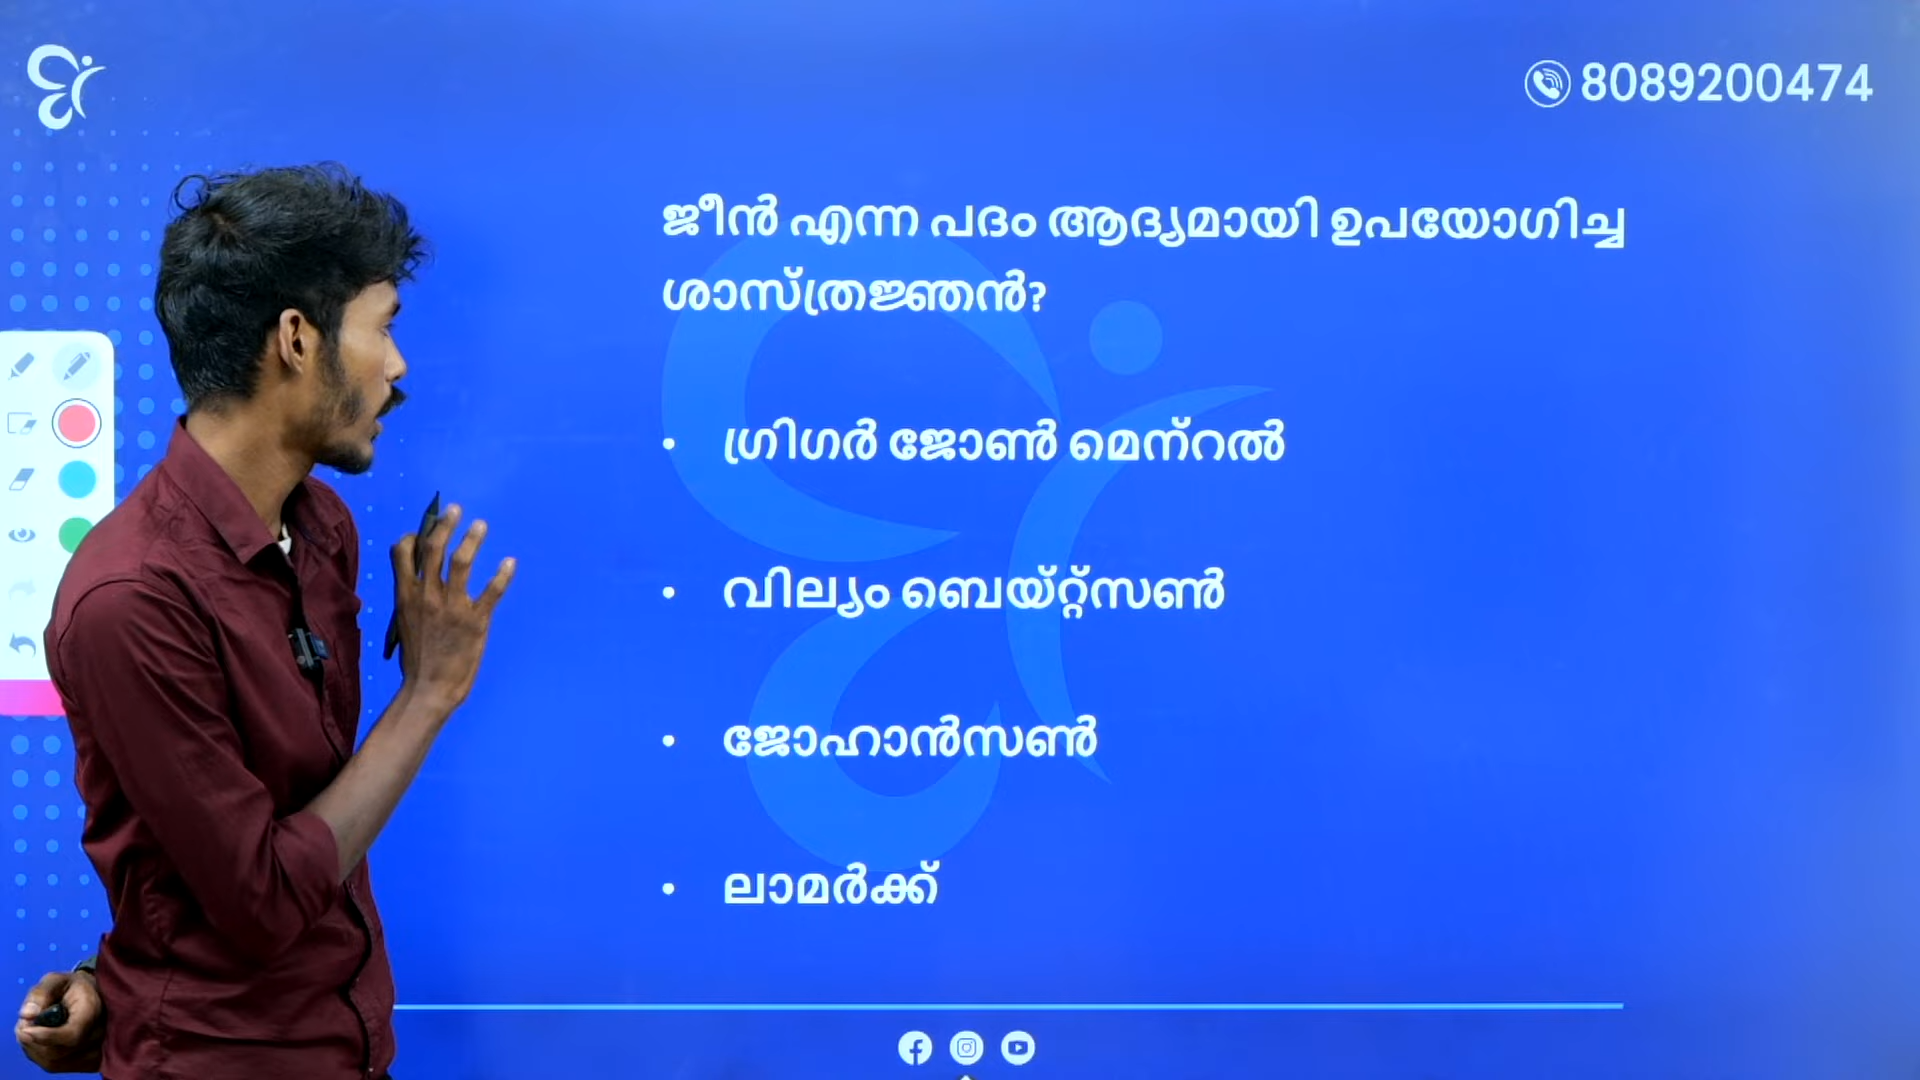 8089200474
ജീൻ എന്ന പദം ആദ്യമായി ഉപയോഗിച്ച
ശാസ്ത്രജ്ഞൻ?
• ഗ്രിഗർ ജോൺ മെന്റൽ
• വില്യം ബെയ്റ്റ്സൺ
• ജോഹാൻസൺ
• ലാമർക്ക്